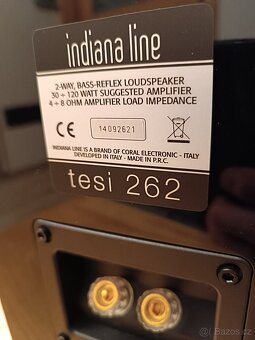 indiana line
2-WAY, BASS-REFLEX LOUDSPEAKER
30 ÷ 120 WATT SUGGESTED AMPLIFIER
4 ÷ 8 OHM AMPLIFIER LOAD IMPEDANCE
CE
14092621
INDIANA LINE IS A BRAND OF CORAL ELECTRONIC - ITALY
DEVELOPED IN ITALY - MADE IN P.R.C.
tesi 262
Bazoš.cz